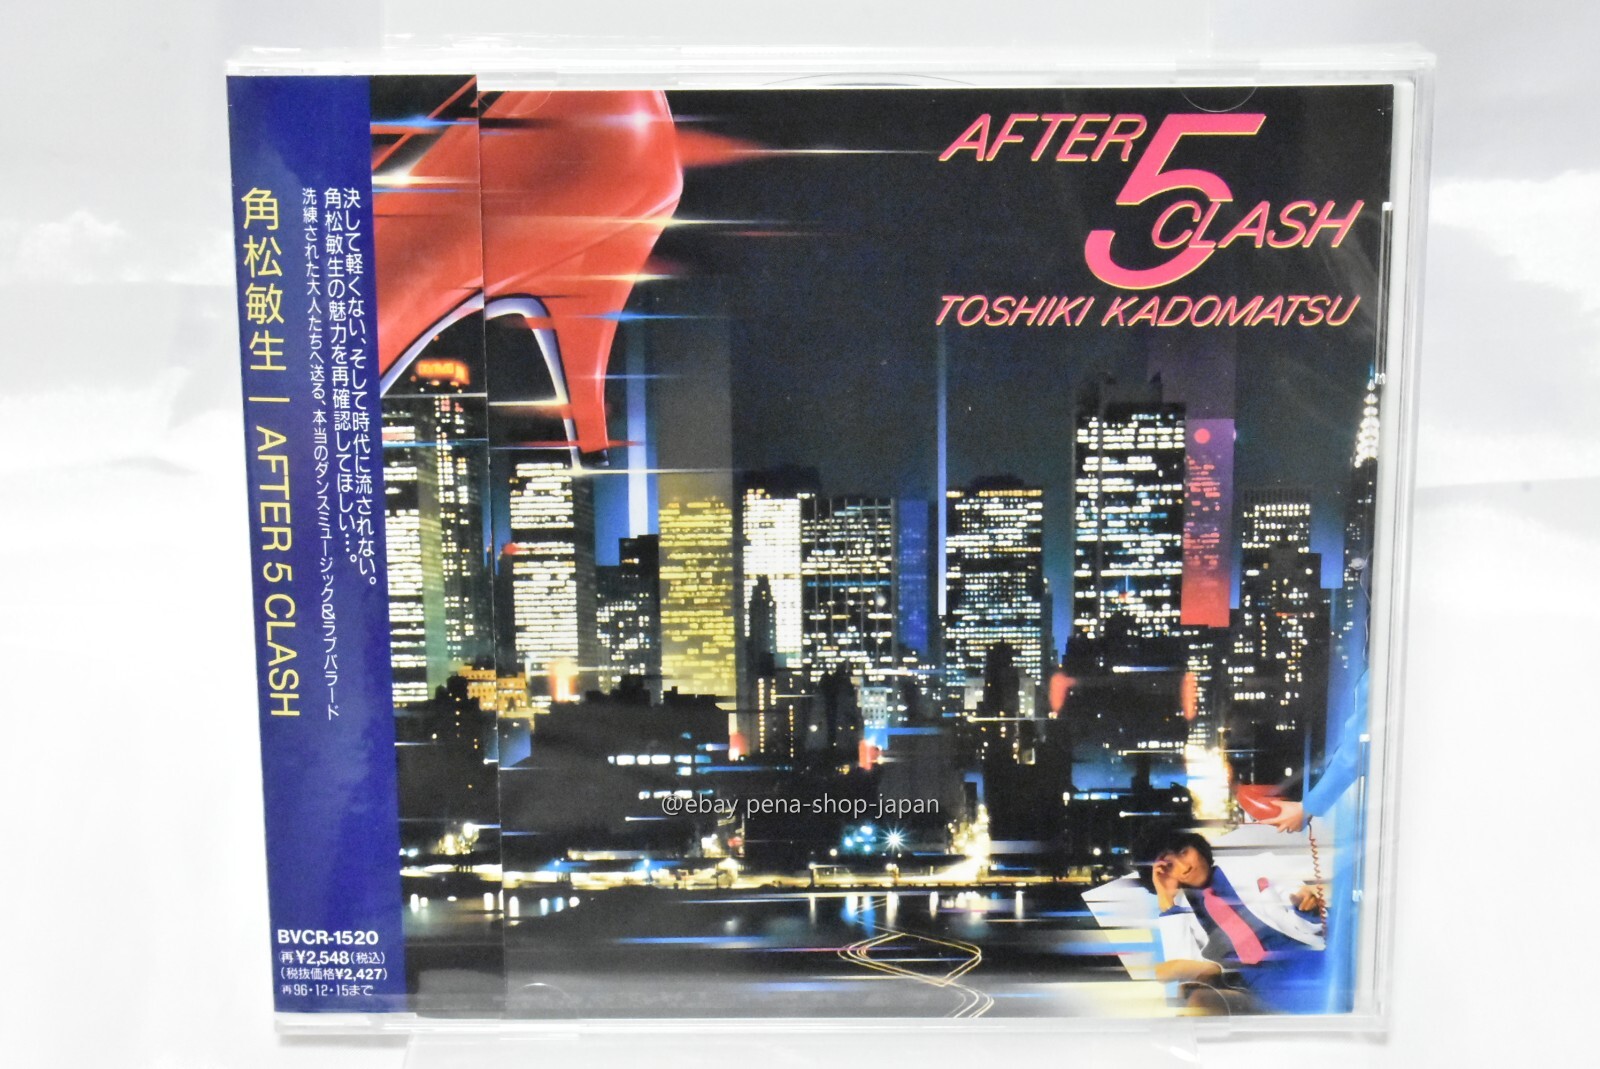 角松敏生 | AFTER 5 CLASH
決して軽くない、そして時代に流されない。
角松敏生の魅力を再確認してほしい…。
洗練された大人たちへ送る、本当のダンスミュージック&ラブバラード
BVCR-1520
(再)¥2,548(税込)
(税抜価格¥2,427)
再96・12・15まで
AFTER
5
CLASH
TOSHIKI KADOMATSU
@ebay pena-shop-japan